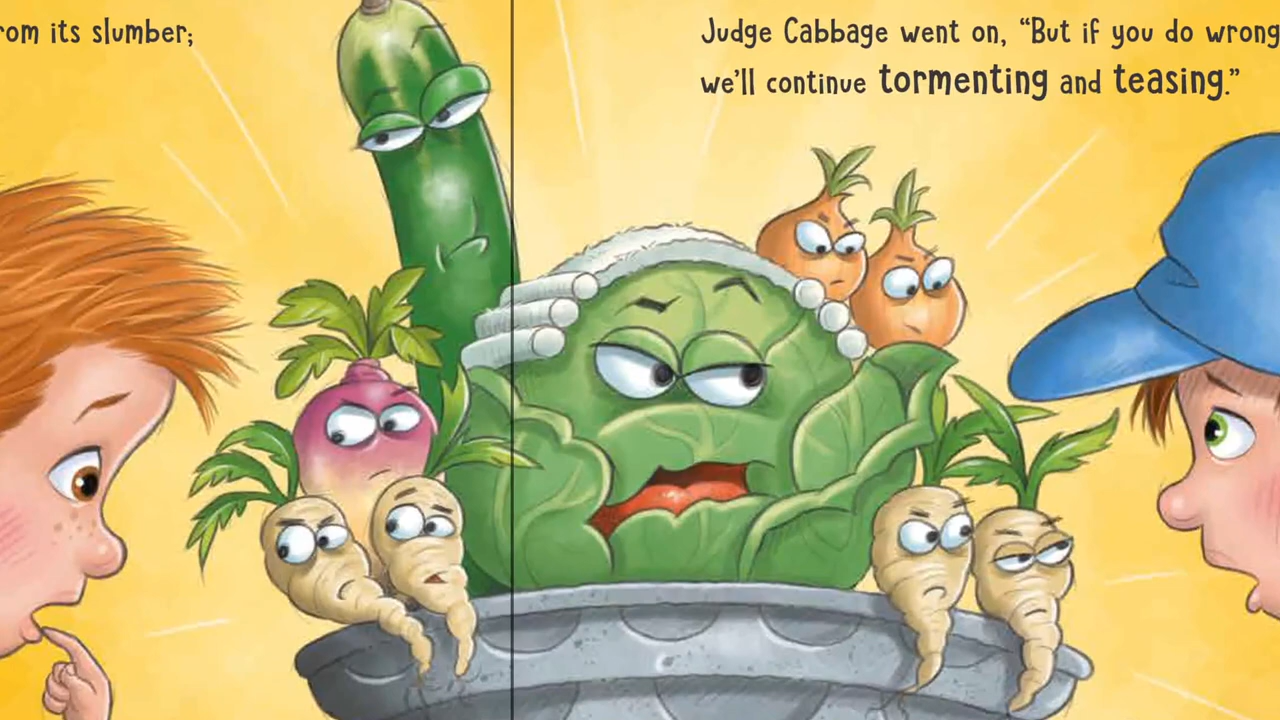 rom its slumber;
Judge Cabbage went on, “But if you do wrong
we’ll continue tormenting and teasing.”